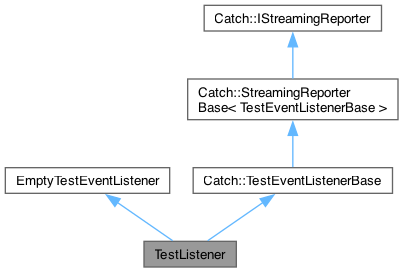 Catch::IStreamingReporter
Catch::StreamingReporter
Base< TestEventListenerBase >
EmptyTestEventListener
Catch::TestEventListenerBase
TestListener